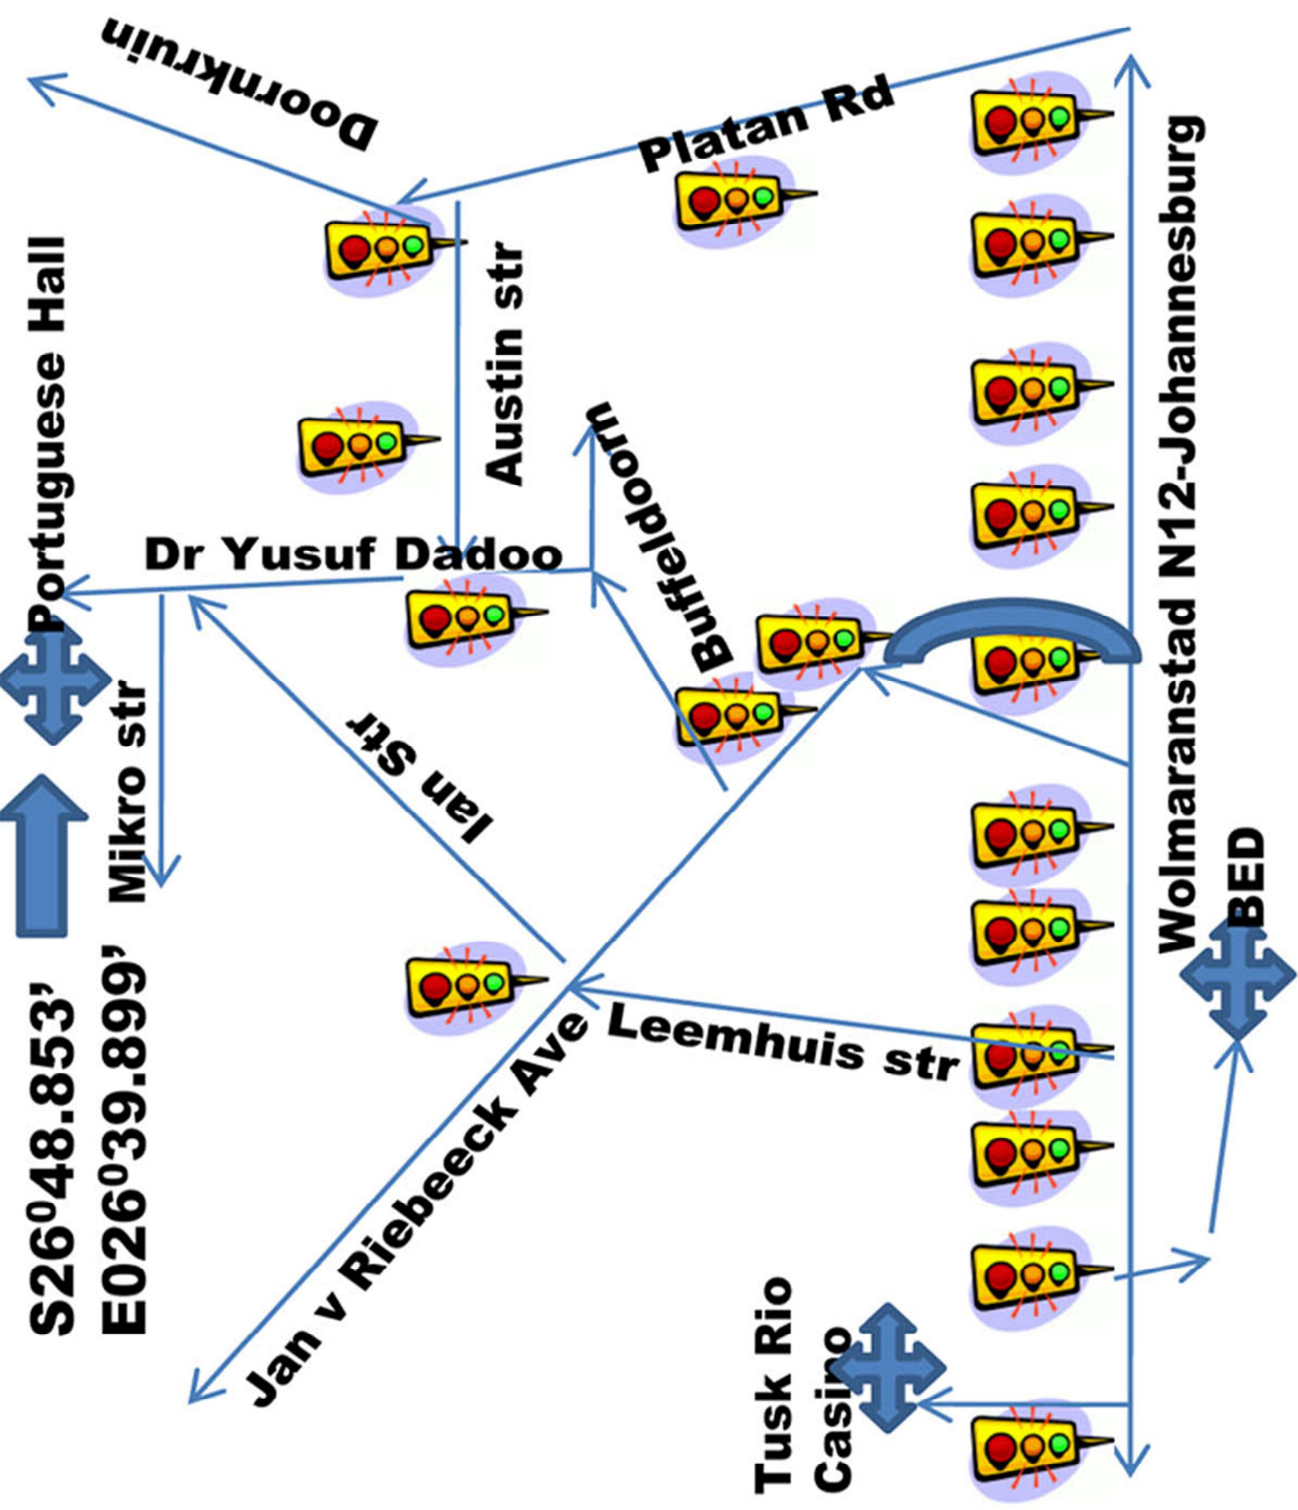 Doornkruin
Platan Rd
Portuguese Hall
Austin str
Wolmaranstad N12-Johannesburg
Dr Yusuf Dadoo
Buffeldoorn
Mikro str
Ian Str
BED
S26⁰48.853’
E026⁰39.899’
Leemhuis str
Jan v Riebeeck Ave
Tusk Rio
Casino